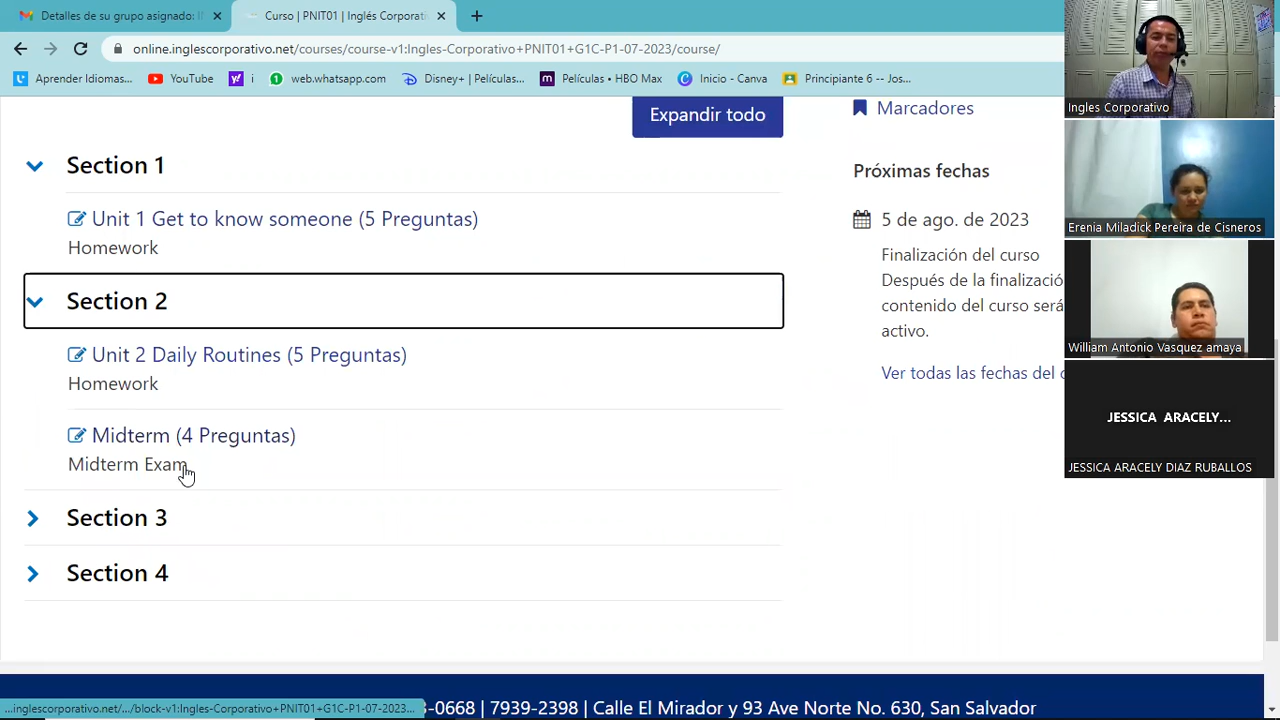 Detalles de su grupo asignado: If
Curso | PNIT01 | Inglés Corporativ
online.inglescorporativo.net/courses/course-v1:Ingles-Corporativo+PNIT01+G1C-P1-07-2023/course/
Aprender Idiomas...
YouTube
i
web.whatsapp.com
Disney+ | Películas...
Películas • HBO Max
Inicio - Canva
Principiante 6 -- Jos...
Expandir todo
Marcadores
Section 1
Próximas fechas
Unit 1 Get to know someone (5 Preguntas)
Homework
5 de ago. de 2023
Finalización del curso
Después de la finalizació
contenido del curso será
activo.
Section 2
Unit 2 Daily Routines (5 Preguntas)
Homework
Ver todas las fechas del c
Midterm (4 Preguntas)
Midterm Exam
Section 3
Section 4
...inglescorporativo.net/.../block-v1:Ingles-Corporativo+PNIT01+G1C-P1-07-2023...
3-0668 | 7939-2398 | Calle El Mirador y 93 Ave Norte No. 630, San Salvador
Ingles Corporativo
Erenia Miladick Pereira de Cisneros
William Antonio Vasquez amaya
JESSICA ARACELY...
JESSICA ARACELY DIAZ RUBALLOS